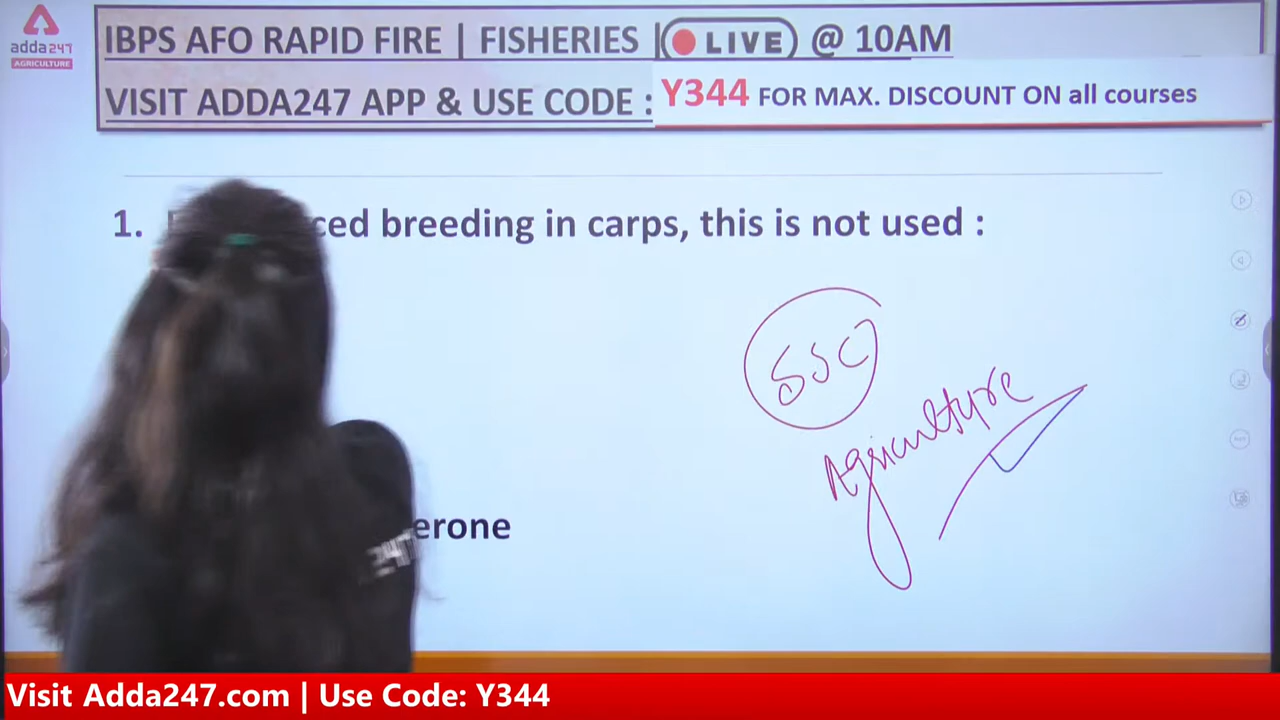 adda247
AGRICULTURE
IBPS AFO RAPID FIRE | FISHERIES | LIVE @ 10AM
VISIT ADDA247 APP & USE CODE : Y344 FOR MAX. DISCOUNT ON all courses
1. ced breeding in carps, this is not used :
SSC
Agriculture
erone
247
Visit Adda247.com | Use Code: Y344